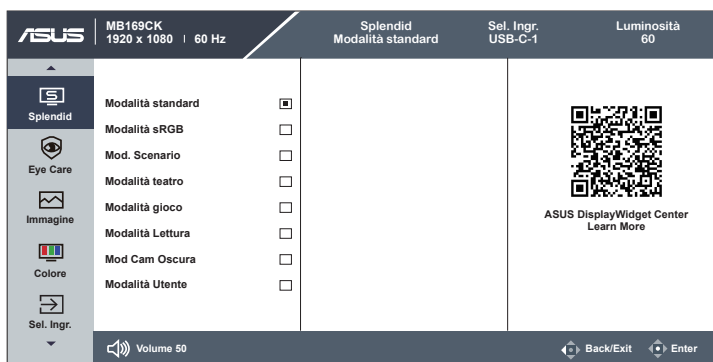 ASUS
MB169CK
1920 x 1080 | 60 Hz
Splendid
Modalità standard
Sel. Ingr.
USB-C-1
Luminosità
60
S
Splendid
Eye Care
Immagine
Colore
Sel. Ingr.
Modalità standard
Modalità sRGB
Mod. Scenario
Modalità teatro
Modalità gioco
Modalità Lettura
Mod Cam Oscura
Modalità Utente
ASUS DisplayWidget Center
Learn More
Volume 50
Back/Exit
Enter